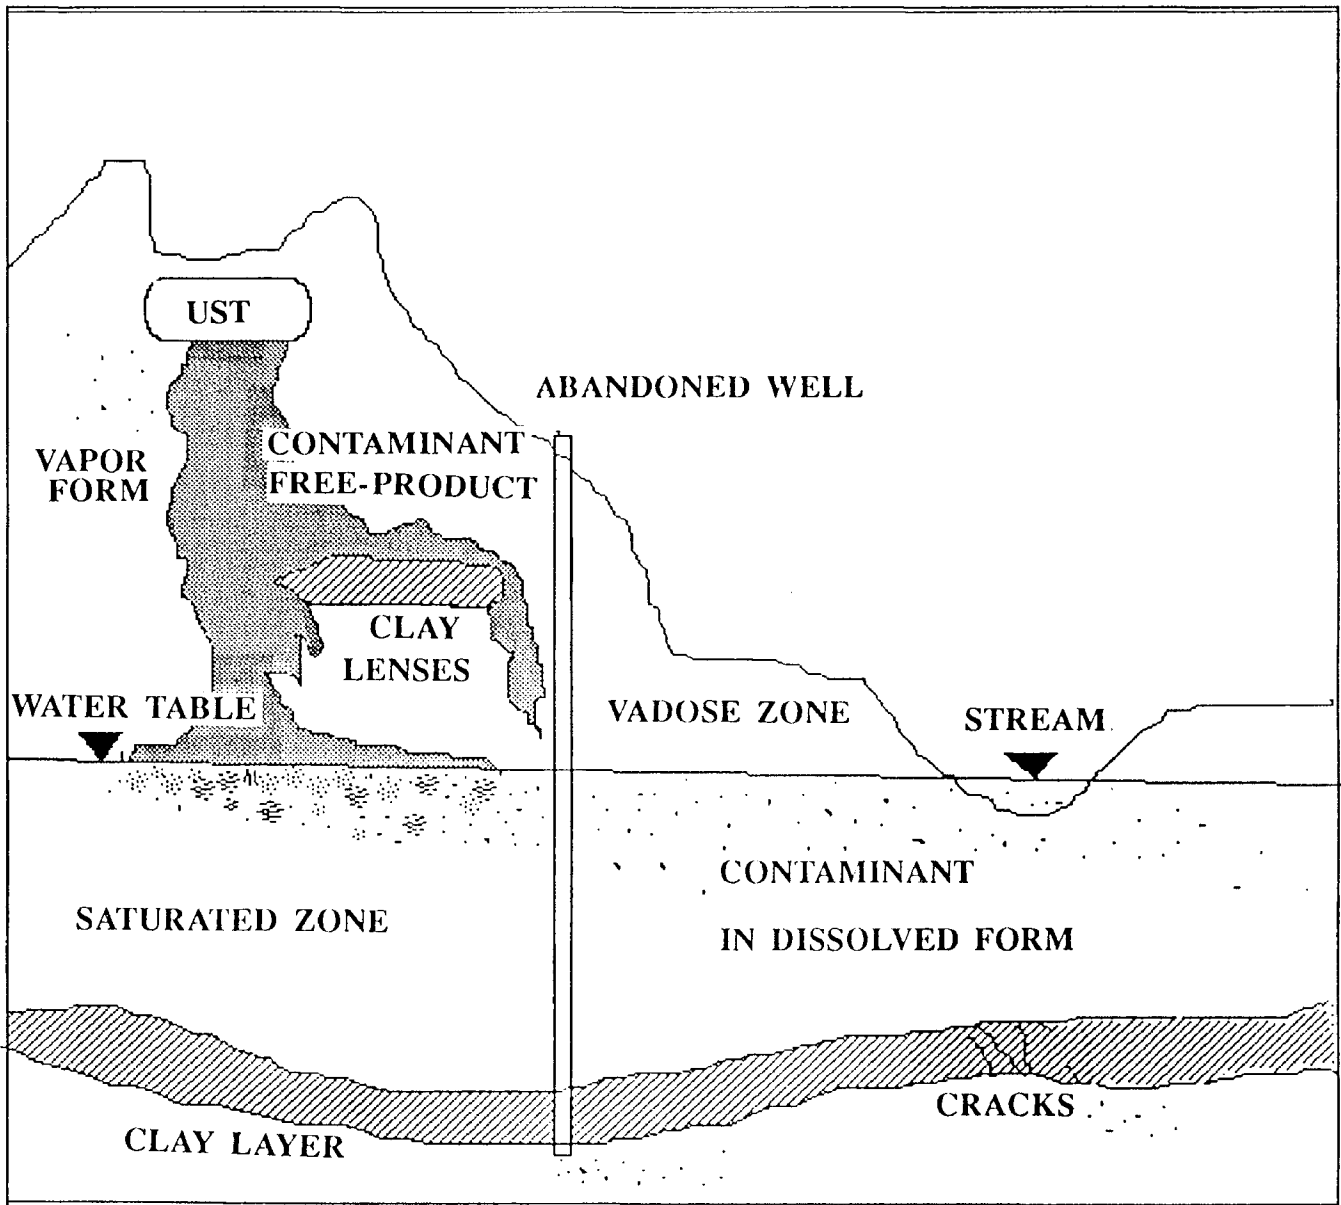 UST
ABANDONED WELL
CONTAMINANT
FREE-PRODUCT
VAPOR
FORM
CLAY
LENSES
WATER TABLE
VADOSE ZONE
STREAM
CONTAMINANT
IN DISSOLVED FORM
SATURATED ZONE
CRACKS
CLAY LAYER